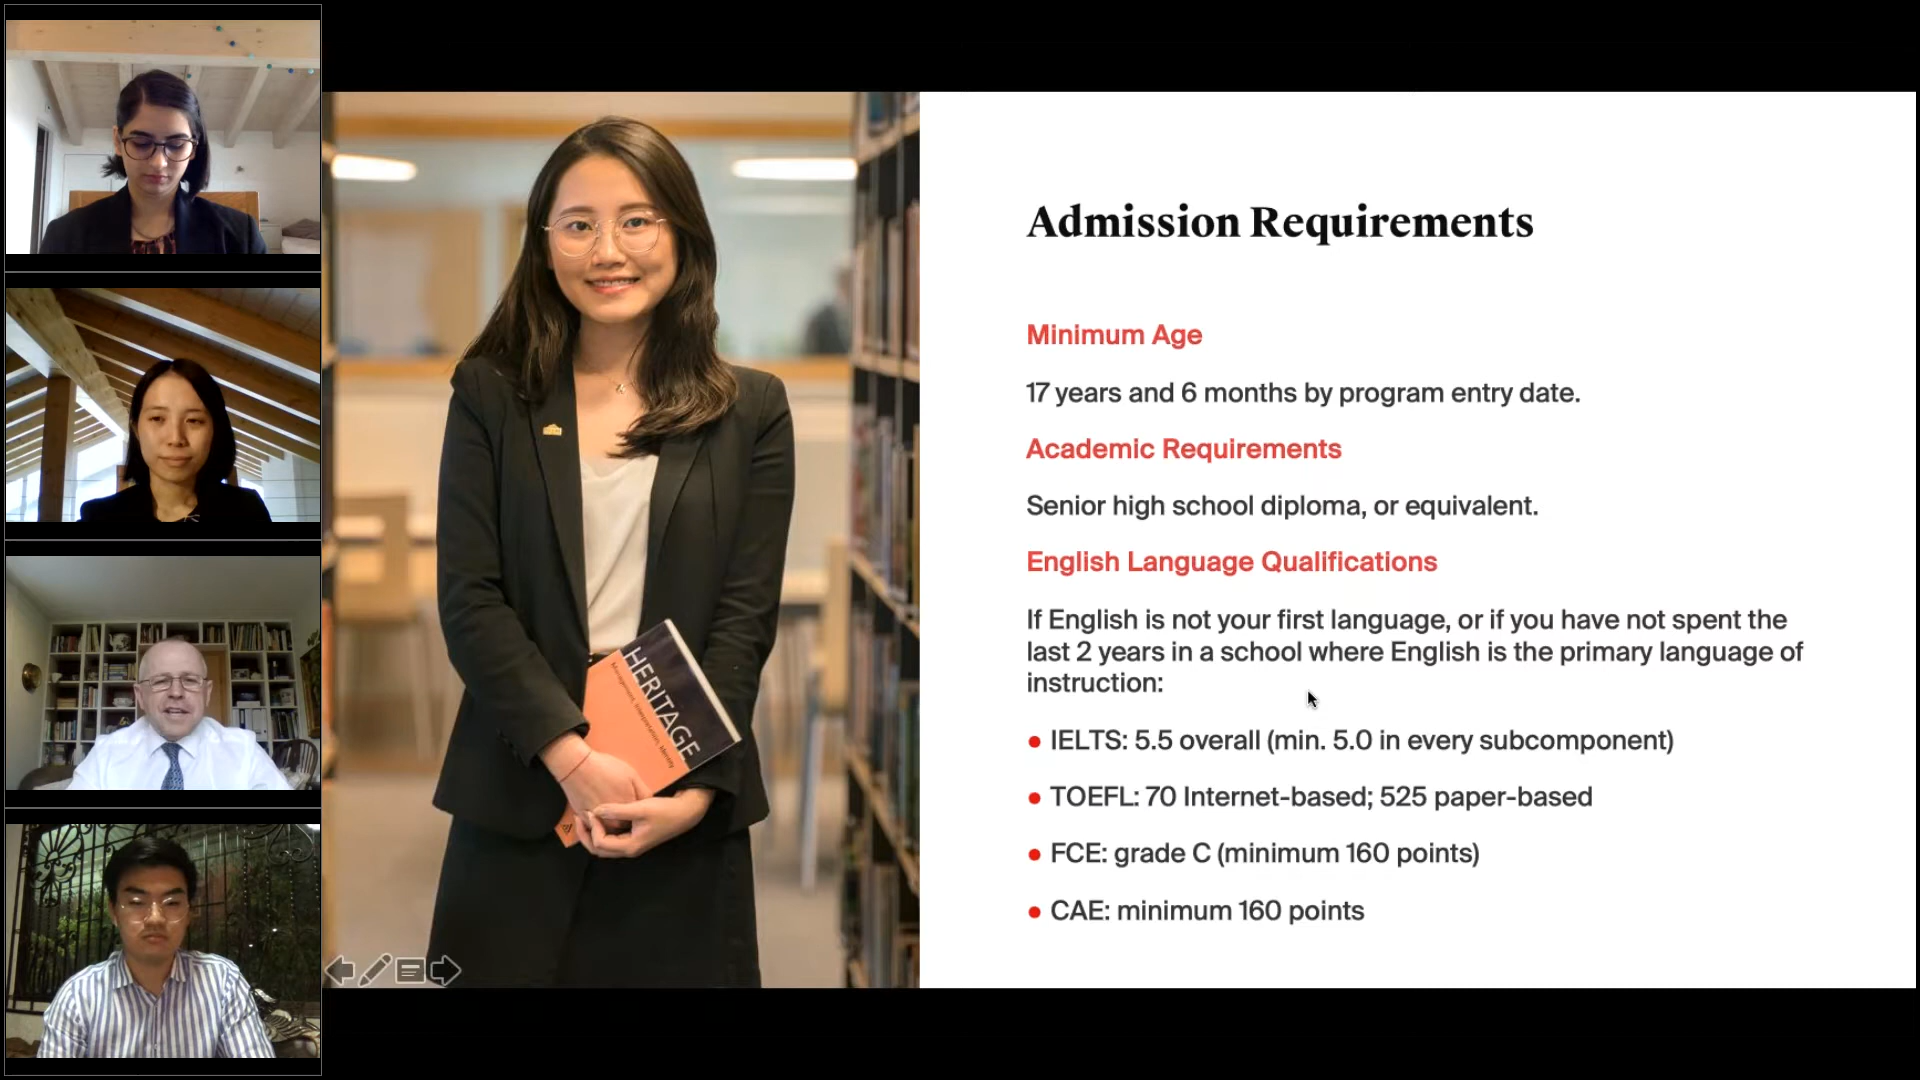 Admission Requirements
Minimum Age
17 years and 6 months by program entry date.
Academic Requirements
Senior high school diploma, or equivalent.
English Language Qualifications
If English is not your first language, or if you have not spent the
last 2 years in a school where English is the primary language of
instruction:
● IELTS: 5.5 overall (min. 5.0 in every subcomponent)
● TOEFL: 70 Internet-based; 525 paper-based
● FCE: grade C (minimum 160 points)
● CAE: minimum 160 points
HERITAGE
Management, Interpretation, Identity